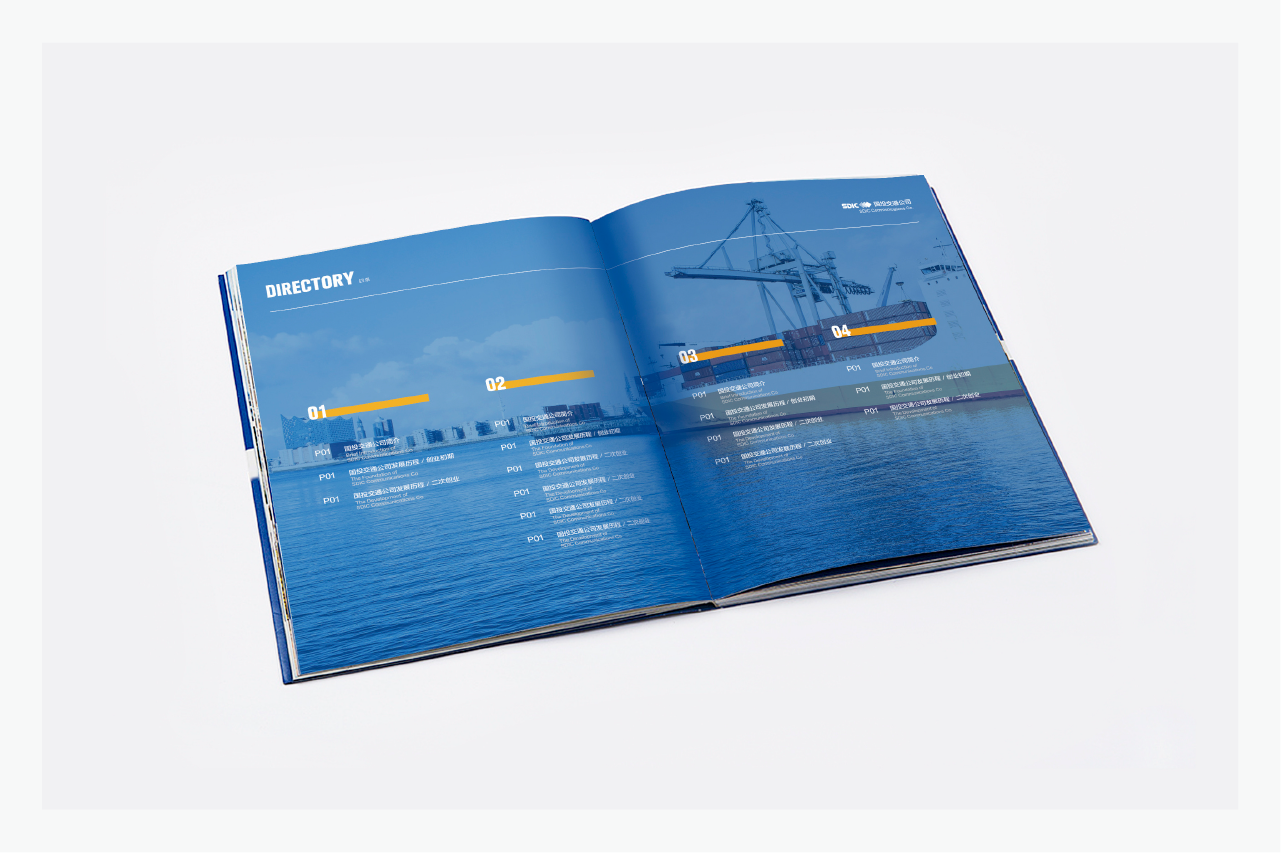 DIRECTORY 目录
SDIC 国投交通公司
SDIC Communications Co
01
P01 国投交通公司简介
Brief Introduction of
SDIC Communications Co
P01 国投交通公司发展历程 / 创业初期
The Foundation of
SDIC Communications Co
P01 国投交通公司发展历程 / 二次创业
The Development of
SDIC Communications Co
02
P01 国投交通公司简介
Brief Introduction of
SDIC Communications Co
P01 国投交通公司发展历程 / 创业初期
The Foundation of
SDIC Communications Co
P01 国投交通公司发展历程 / 二次创业
The Development of
SDIC Communications Co
P01 国投交通公司发展历程 / 二次创业
The Development of
SDIC Communications Co
P01 国投交通公司发展历程 / 二次创业
The Development of
SDIC Communications Co
P01 国投交通公司发展历程 / 二次创业
The Development of
SDIC Communications Co
03
P01 国投交通公司简介
Brief Introduction of
SDIC Communications Co
P01 国投交通公司发展历程 / 创业初期
The Foundation of
SDIC Communications Co
P01 国投交通公司发展历程 / 二次创业
The Development of
SDIC Communications Co
P01 国投交通公司发展历程 / 二次创业
The Development of
SDIC Communications Co
04
P01 国投交通公司简介
Brief Introduction of
SDIC Communications Co
P01 国投交通公司发展历程 / 创业初期
The Foundation of
SDIC Communications Co
P01 国投交通公司发展历程 / 二次创业
The Development of
SDIC Communications Co